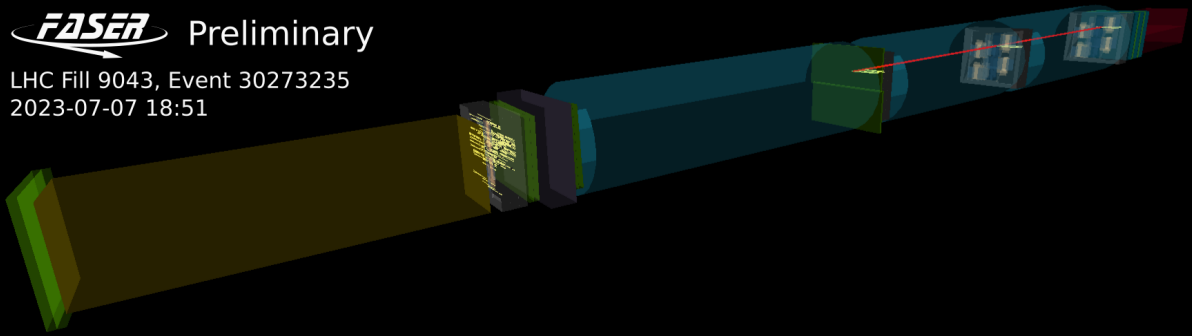 FASER Preliminary
LHC Fill 9043, Event 30273235
2023-07-07 18:51